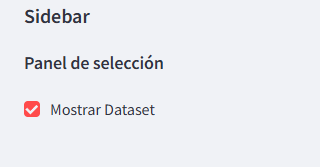 Sidebar
Panel de selección
Mostrar Dataset